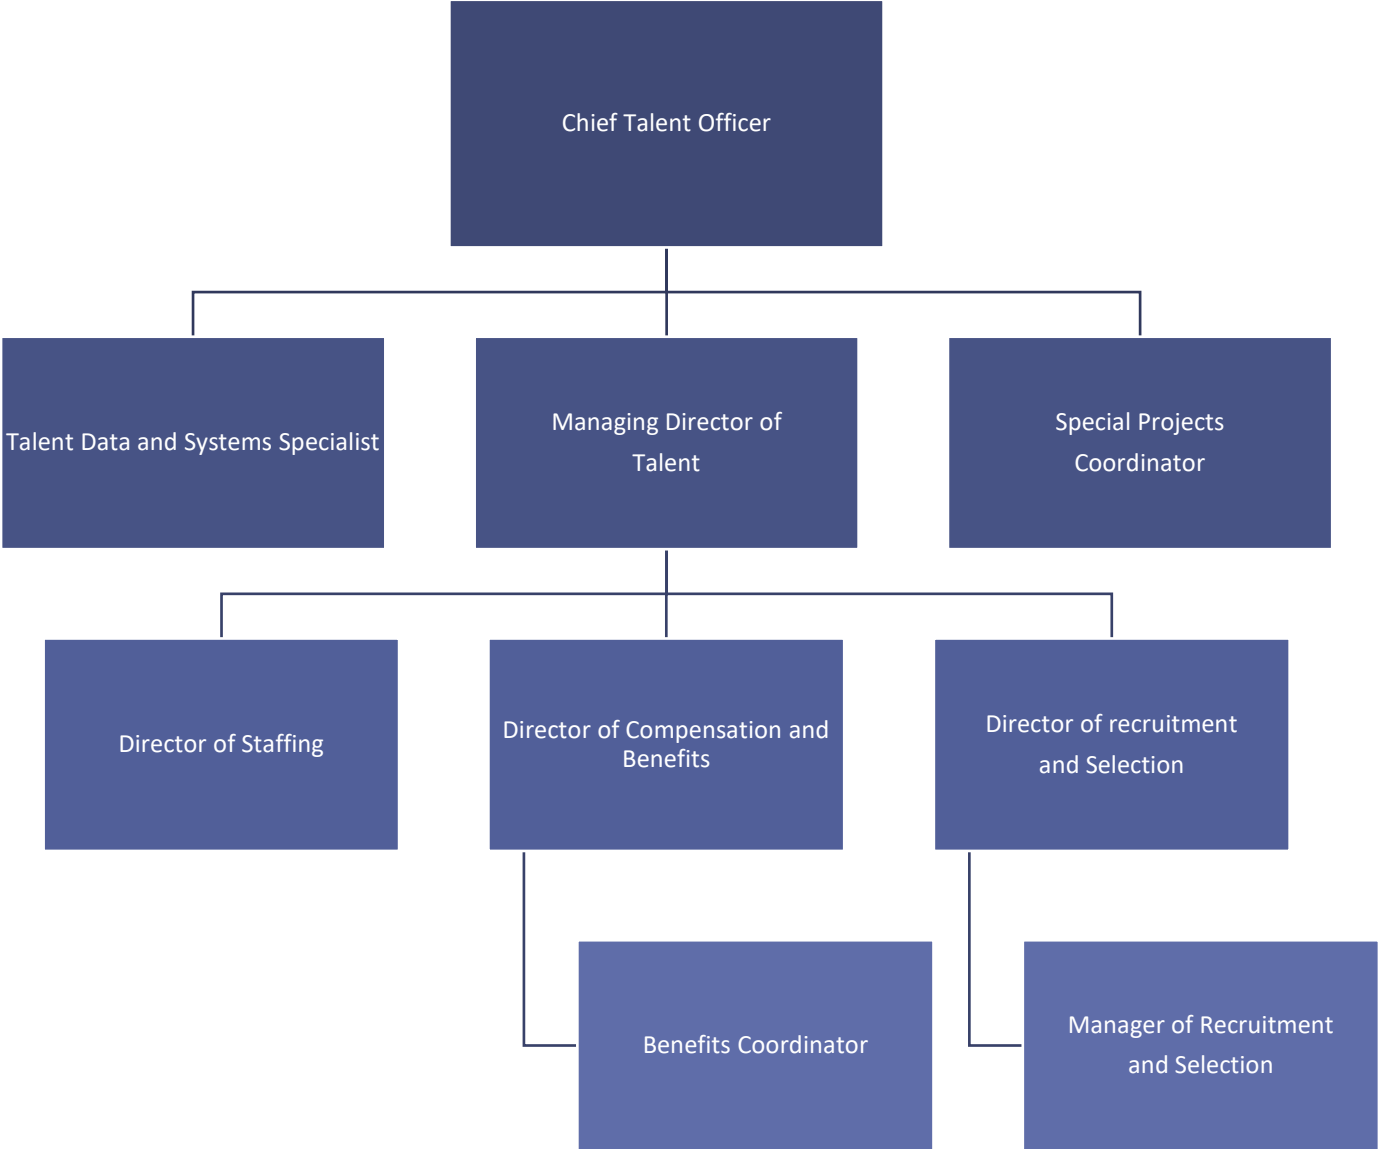 Chief Talent Officer
Talent Data and Systems Specialist
Managing Director of
Talent
Special Projects
Coordinator
Director of Staffing
Director of Compensation and
Benefits
Director of recruitment
and Selection
Benefits Coordinator
Manager of Recruitment
and Selection